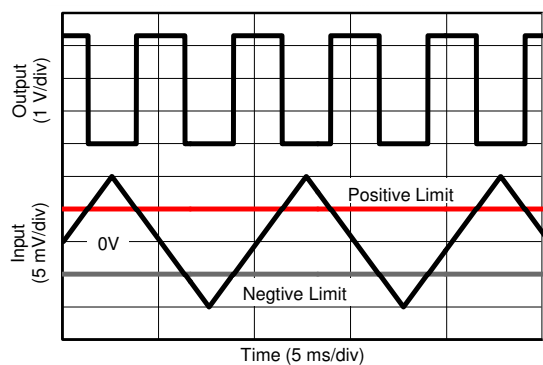 Output
(1 V/div)
Positive Limit
0V
Input
(5 mV/div)
Negtive Limit
Time (5 ms/div)